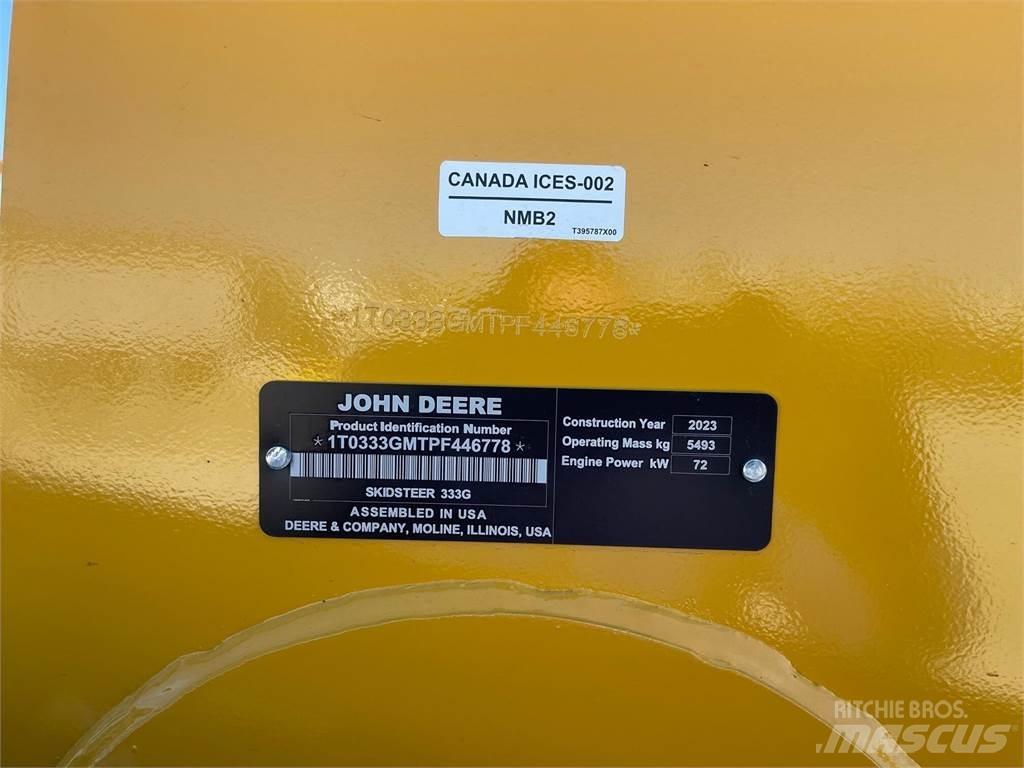 CANADA ICES-002
NMB2
T395787X00
*1T0333GMTPF446778*
JOHN DEERE
Product Identification Number
*1T0333GMTPF446778*
SKIDSTEER 333G
ASSEMBLED IN USA
DEERE & COMPANY, MOLINE, ILLINOIS, USA
Construction Year 2023
Operating Mass kg 5493
Engine Power kW 72
RITCHIE BROS.
MASCUS